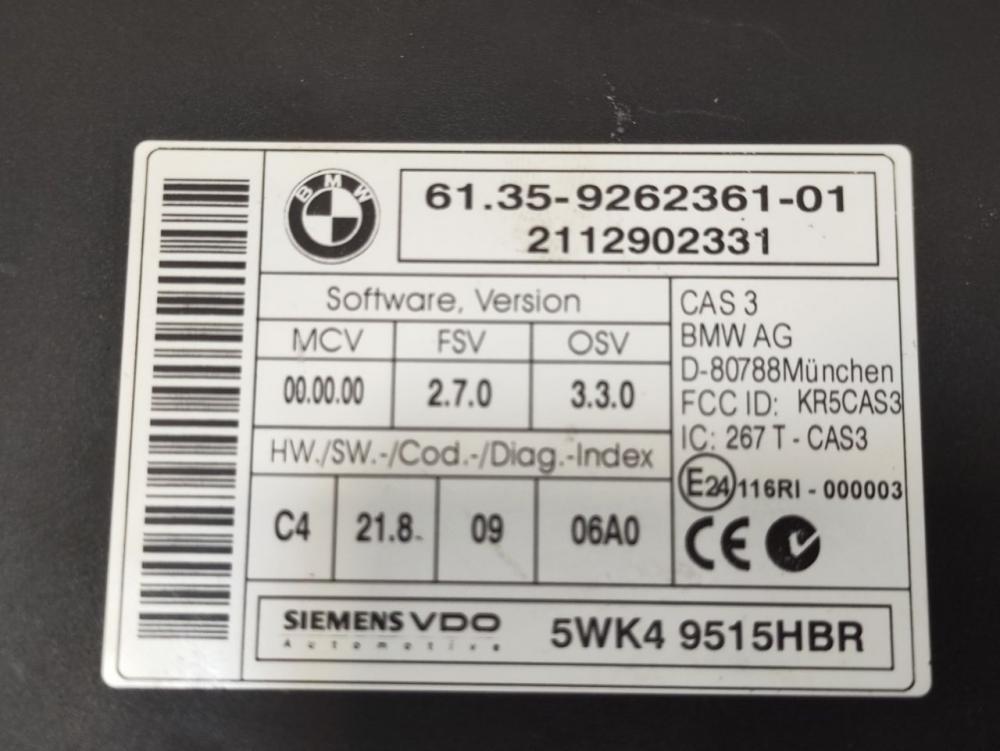 BMW
61.35-9262361-01
2112902331
Software, Version
MCV FSV OSV
00.00.00 2.7.0 3.3.0
HW./SW.-/Cod.-/Diag.-Index
C4 21.8. 09 06A0
CAS 3
BMW AG
D-80788München
FCC ID: KR5CAS3
IC: 267 T - CAS3
E24 116RI - 000003
CE
SIEMENS VDO
Automotive
5WK4 9515HBR